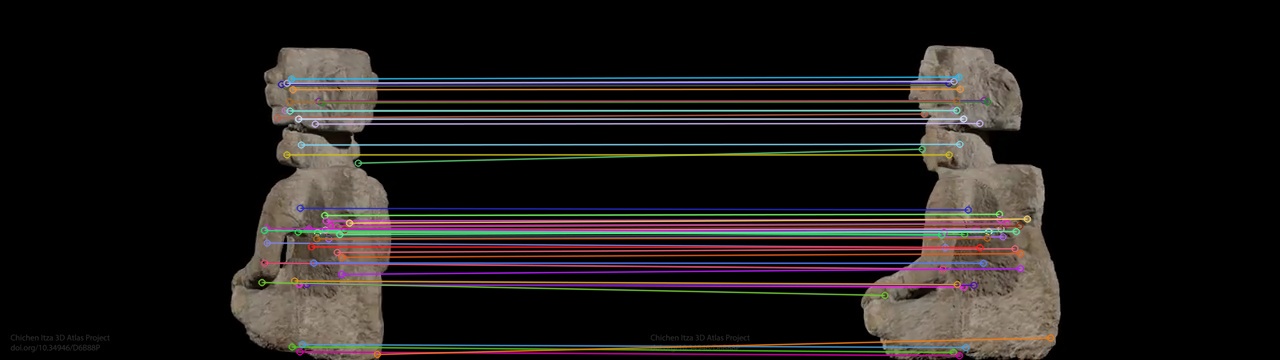 Chichen Itza 3D Atlas Project
doi.org/10.34946/D6888P
Chichen Itza 3D Atlas Project